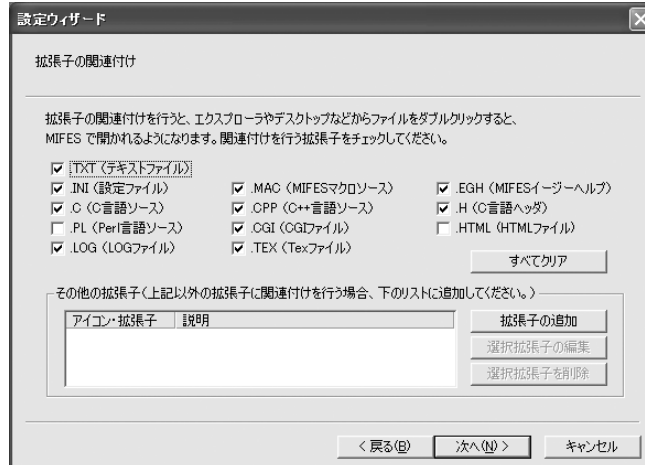 設定ウィザード
拡張子の関連付け
拡張子の関連付けを行うと、エクスプローラやデスクトップなどからファイルをダブルクリックすると、
MIFES で開かれるようになります。関連付けを行う拡張子をチェックしてください。
.TXT (テキストファイル)
.INI (設定ファイル) .MAC (MIFESマクロソース) .EGH (MIFESイージーヘルプ)
.C (C言語ソース) .CPP (C++言語ソース) .H (C言語ヘッダ)
.PL (Perl言語ソース) .CGI (CGIファイル) .HTML (HTMLファイル)
.LOG (LOGファイル) .TEX (Texファイル)
すべてクリア
その他の拡張子(上記以外の拡張子に関連付けを行う場合、下のリストに追加してください。)
アイコン・拡張子 説明
拡張子の追加
選択拡張子の編集
選択拡張子を削除
< 戻る(B) 次へ(N) > キャンセル